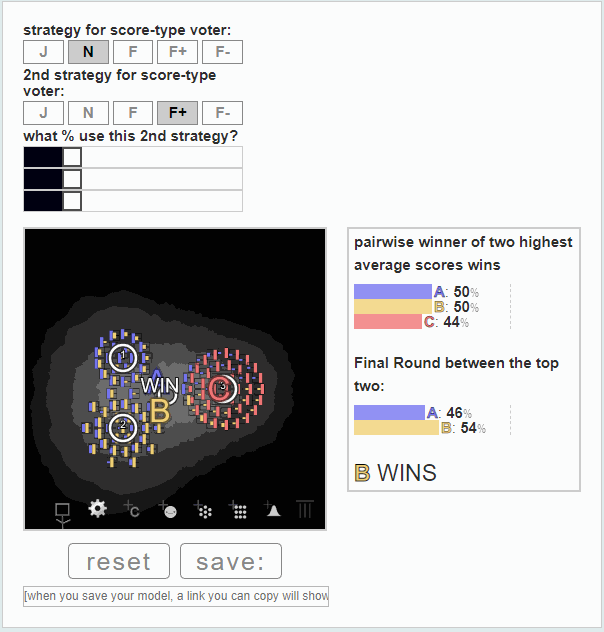 strategy for score-type voter:
J N F F+ F-
2nd strategy for score-type
voter:
J N F F+ F-
what % use this 2nd strategy?
pairwise winner of two highest
average scores wins
A: 50%
B: 50%
C: 44%
Final Round between the top
two:
A: 46%
B: 54%
B WINS
1
A
WIN
C 3
B
2
C
reset save:
[when you save your model, a link you can copy will show